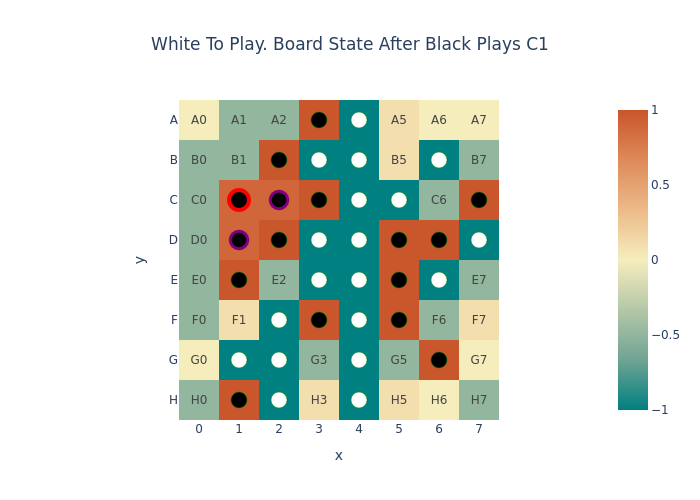 White To Play. Board State After Black Plays C1
A A0 A1 A2 A5 A6 A7
B B0 B1 B5 B7
C C0 C6
D D0
E E0 E2 E7
F F0 F1 F6 F7
G G0 G3 G5 G7
H H0 H3 H5 H6 H7
0 1 2 3 4 5 6 7
x
y
1
0.5
0
−0.5
−1